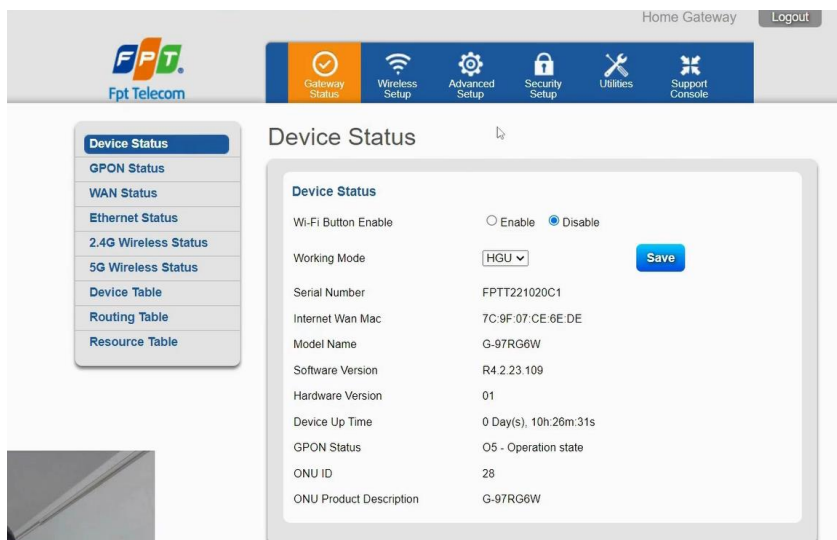 Home Gateway Logout
FPT.
Fpt Telecom
Gateway Status
Wireless Setup
Advanced Setup
Security Setup
Utilities
Support Console
Device Status
GPON Status
WAN Status
Ethernet Status
2.4G Wireless Status
5G Wireless Status
Device Table
Routing Table
Resource Table
Device Status
Device Status
Wi-Fi Button Enable Enable Disable
Working Mode HGU Save
Serial Number FPTT221020C1
Internet Wan Mac 7C:9F:07:CE:6E:DE
Model Name G-97RG6W
Software Version R4.2.23.109
Hardware Version 01
Device Up Time 0 Day(s), 10h:26m:31s
GPON Status O5 - Operation state
ONU ID 28
ONU Product Description G-97RG6W